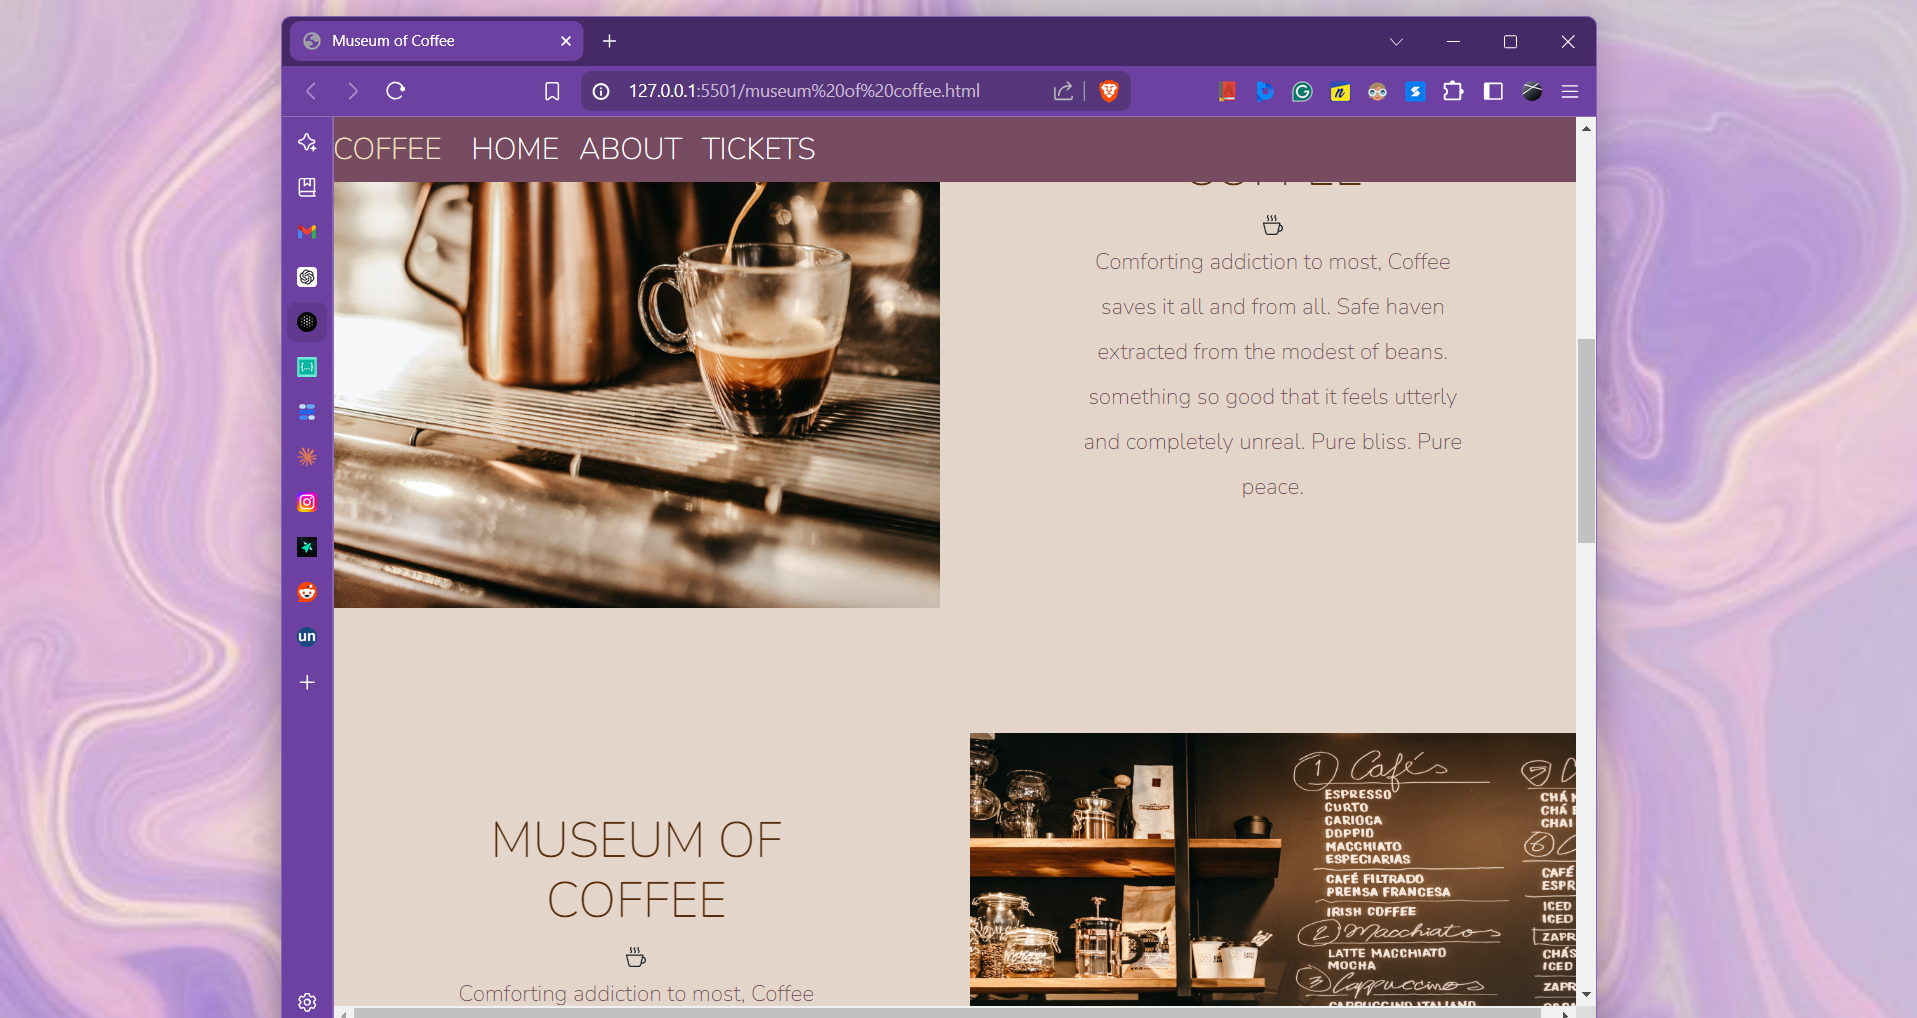 Museum of Coffee
127.0.0.1:5501/museum%20of%20coffee.html
COFFEE HOME ABOUT TICKETS
COFFEE
Comforting addiction to most, Coffee
saves it all and from all. Safe haven
extracted from the modest of beans.
something so good that it feels utterly
and completely unreal. Pure bliss. Pure
peace.
un
MUSEUM OF
COFFEE
Comforting addiction to most, Coffee
1 Cafés
ESPRESSO
CURTO
CARIOCA
DOPPIO
MACCHIATO
ESPECIARIAS
CAFÉ FILTRADO
PRENSA FRANCESA
IRISH COFFEE
2 Macchiatos
LATTE MACCHIATO
MOCHA
3 Cappuccinos
CAPPUCCINO ITALIANO
CHÁ
CHÁ
CHAI
6
CAFÉ
ESPR
ICED
ICED
ZAPR
CHÁS
ICED
ZAPR